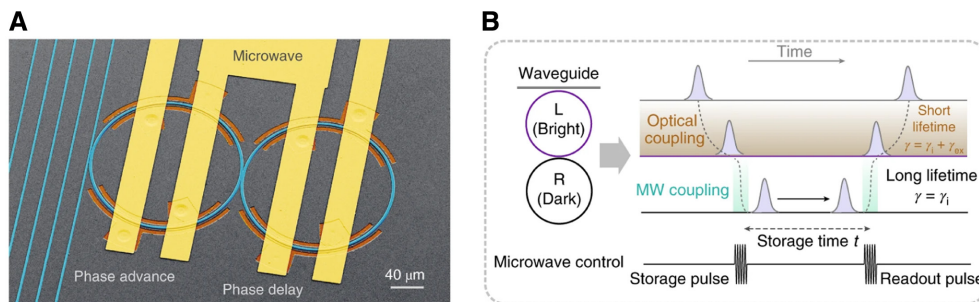 A
Microwave
Phase advance
Phase delay
40 μm
B
Time
Waveguide
L
(Bright)
R
(Dark)
Optical
coupling
Short
lifetime
γ = γi + γex
MW coupling
Long lifetime
γ = γi
Storage time t
Microwave control
Storage pulse
Readout pulse